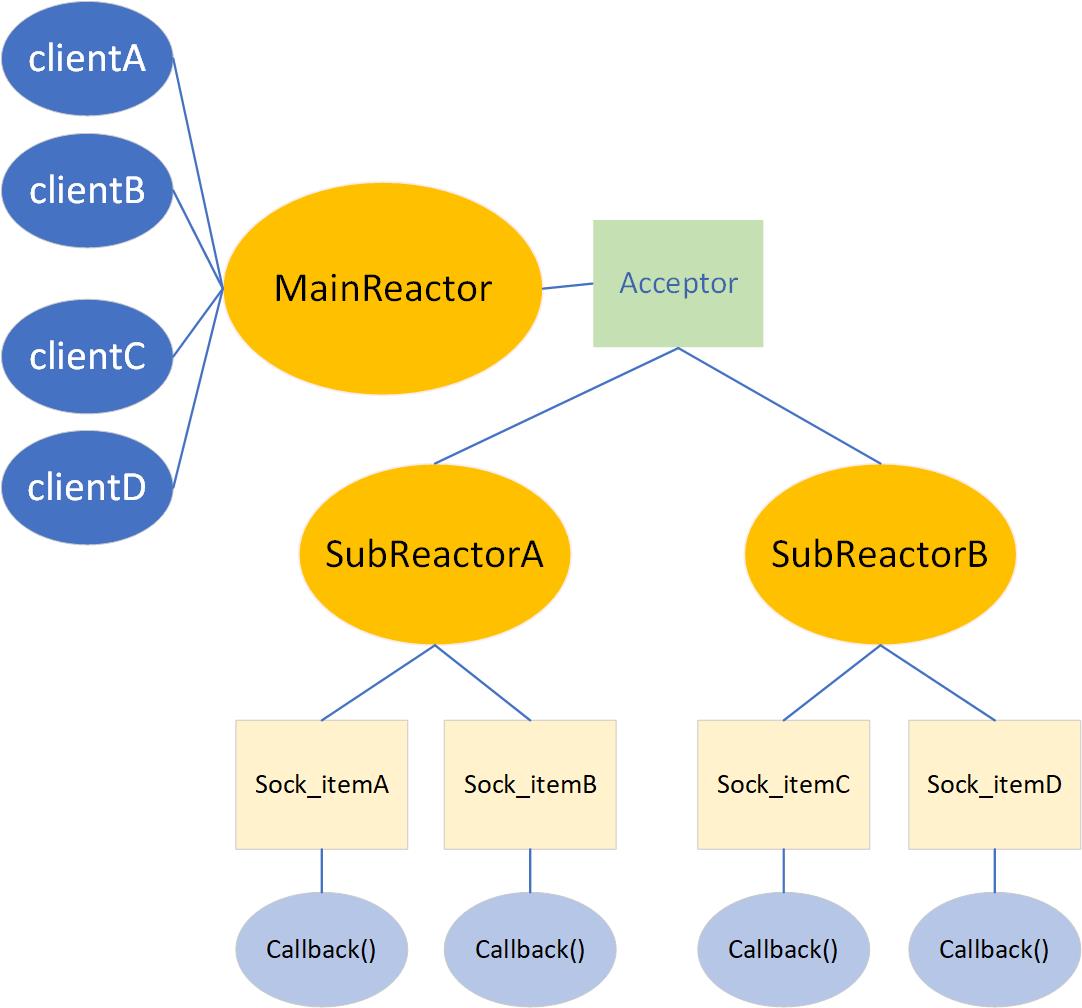 clientA
clientB
MainReactor
Acceptor
clientC
clientD
SubReactorA
SubReactorB
Sock_itemA
Sock_itemB
Sock_itemC
Sock_itemD
Callback()
Callback()
Callback()
Callback()